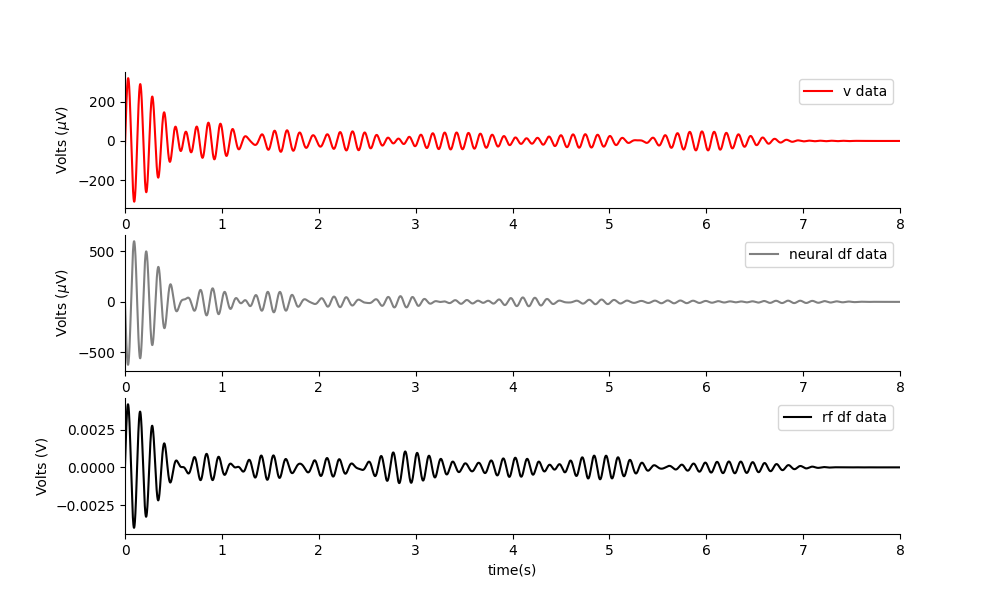 200
0
−200
Volts (μV)
v data
0 1 2 3 4 5 6 7 8
500
0
−500
Volts (μV)
neural df data
0 1 2 3 4 5 6 7 8
0.0025
0.0000
−0.0025
Volts (V)
rf df data
0 1 2 3 4 5 6 7 8
time(s)